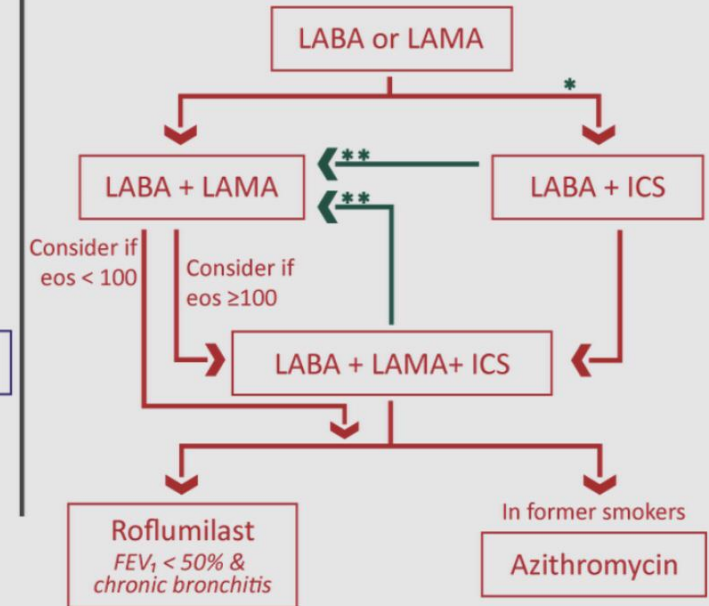 LABA or LAMA
*
LABA + LAMA
**
**
LABA + ICS
Consider if
eos < 100
Consider if
eos ≥100
LABA + LAMA+ ICS
Roflumilast
FEV₁ < 50% &
chronic bronchitis
In former smokers
Azithromycin